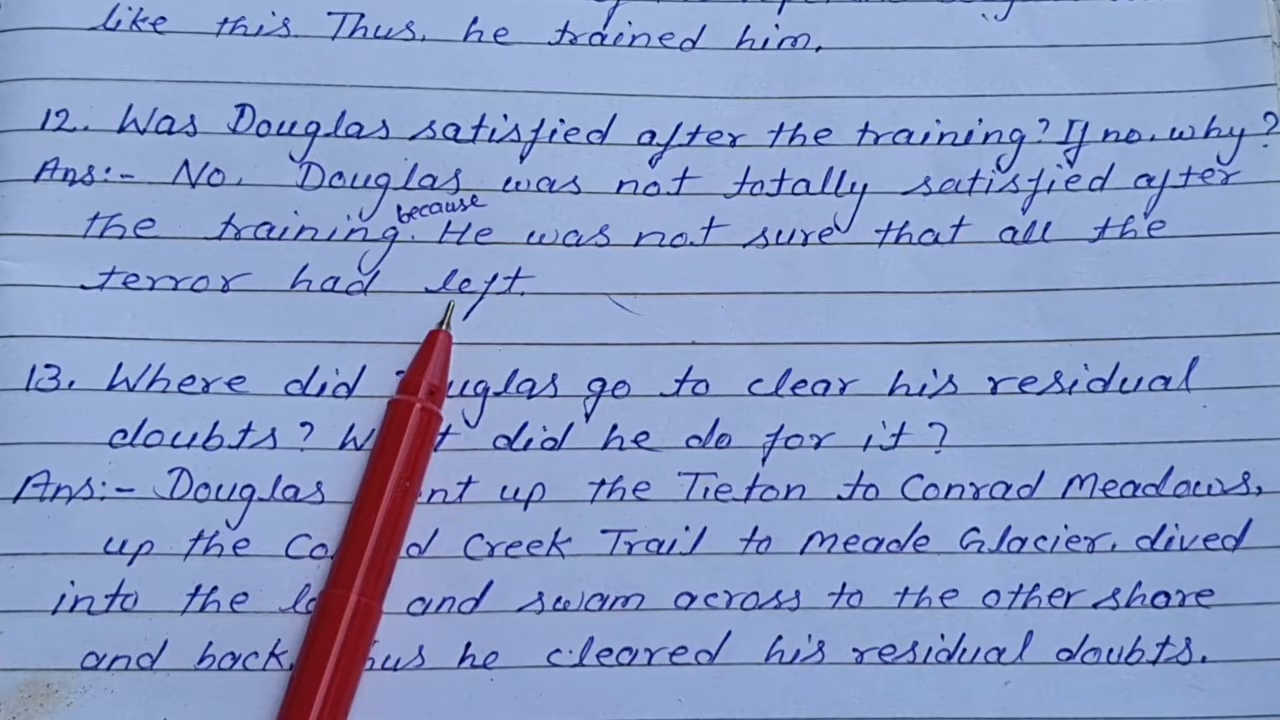 like this. Thus, he trained him.
12. Was Douglas satisfied after the training? If no, why?
Ans:- No, Douglas was not totally satisfied after
because
the training. He was not sure that all the
terror had left.
13. Where did uglas go to clear his residual
doubts? W t did he do for it?
Ans:- Douglas nt up the Tieton to Conrad Meadows,
up the Co d Creek Trail to Meade Glacier, dived
into the and swam across to the other shore
and back. us he cleared his residual doubts.